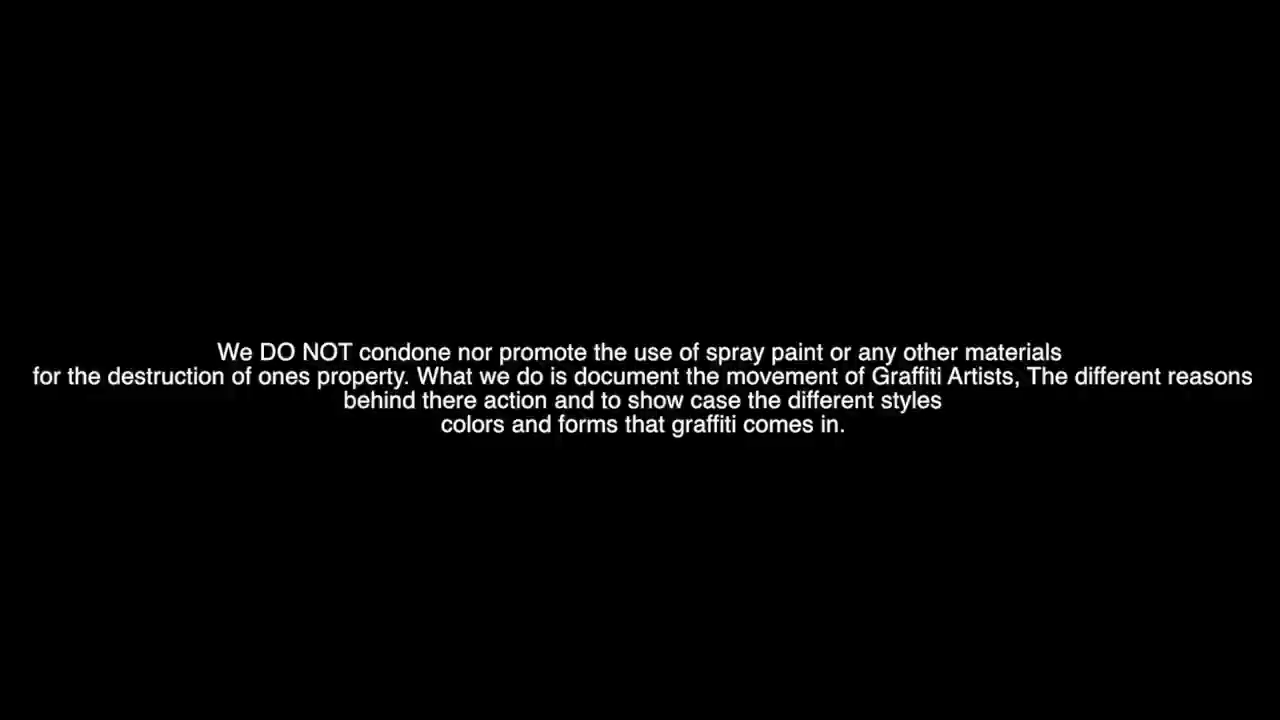 We DO NOT condone nor promote the use of spray paint or any other materials
for the destruction of ones property. What we do is document the movement of Graffiti Artists, The different reasons
behind there action and to show case the different styles
colors and forms that graffiti comes in.